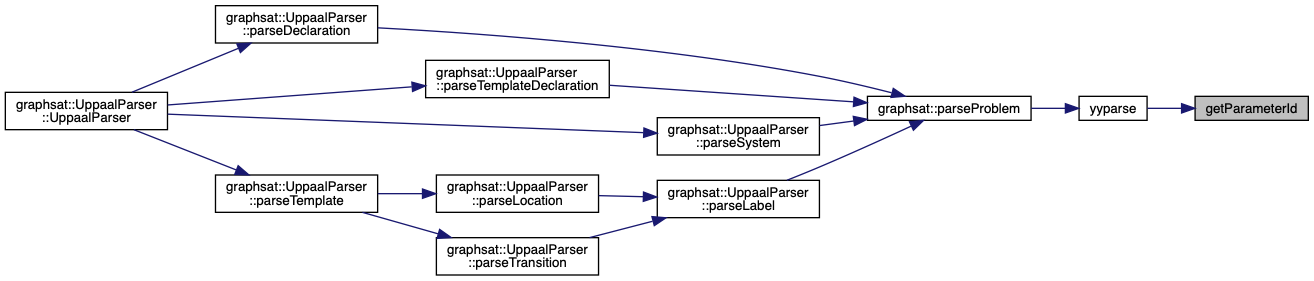 graphsat::UppaalParser
::parseDeclaration
graphsat::UppaalParser
::parseTemplateDeclaration
graphsat::UppaalParser
::UppaalParser
graphsat::parseProblem
yyparse
getParameterId
graphsat::UppaalParser
::parseSystem
graphsat::UppaalParser
::parseTemplate
graphsat::UppaalParser
::parseLocation
graphsat::UppaalParser
::parseLabel
graphsat::UppaalParser
::parseTransition